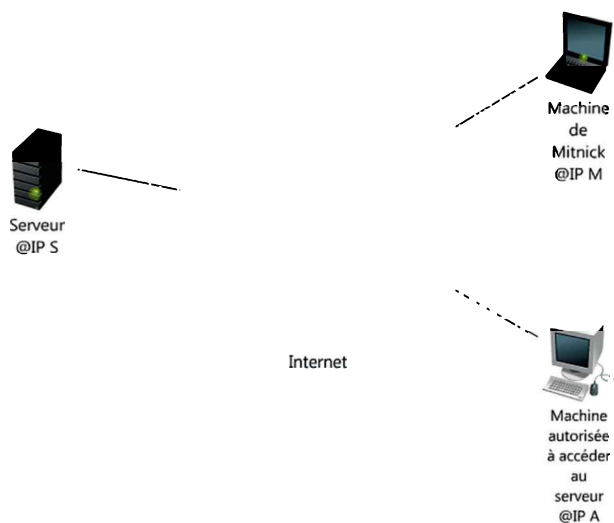 Machine
de
Mitnick
@IP M
Serveur
@IP S
Internet
Machine
autorisée
à accéder
au
serveur
@IP A